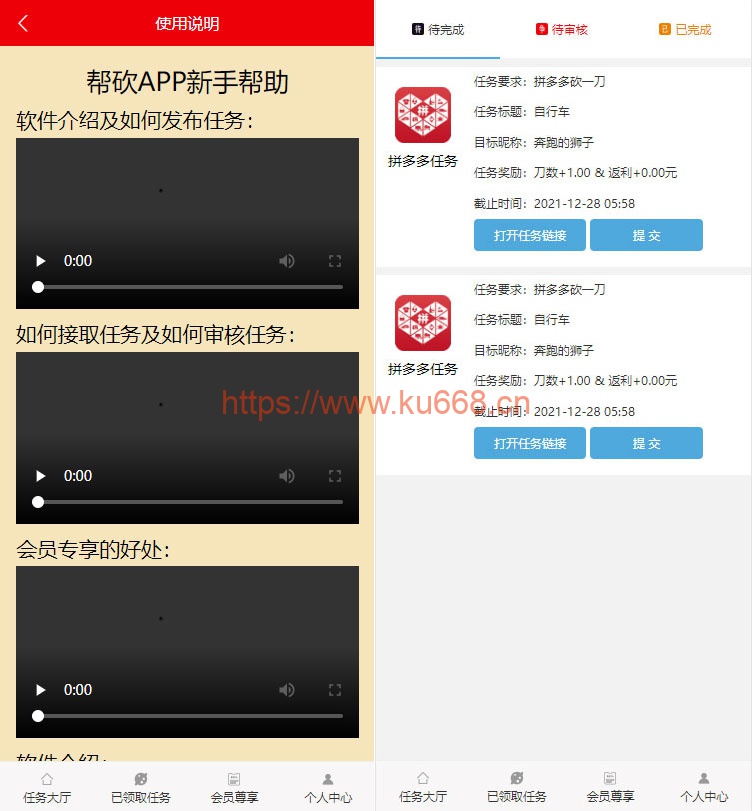 使用说明
帮砍APP新手帮助
软件介绍及如何发布任务：
0:00
如何接取任务及如何审核任务：
0:00
会员专享的好处：
0:00
软件介绍：
任务大厅
已领取任务
会员尊享
个人中心
待 待完成
待审核
已 已完成
拼
拼多多任务
任务要求：拼多多砍一刀
任务标题：自行车
目标昵称：奔跑的狮子
任务奖励：刀数+1.00 & 返利+0.00元
截止时间：2021-12-28 05:58
打开任务链接
提 交
拼
拼多多任务
任务要求：拼多多砍一刀
任务标题：自行车
目标昵称：奔跑的狮子
任务奖励：刀数+1.00 & 返利+0.00元
截止时间：2021-12-28 05:58
打开任务链接
提 交
任务大厅
已领取任务
会员尊享
个人中心
https://www.ku668.cn